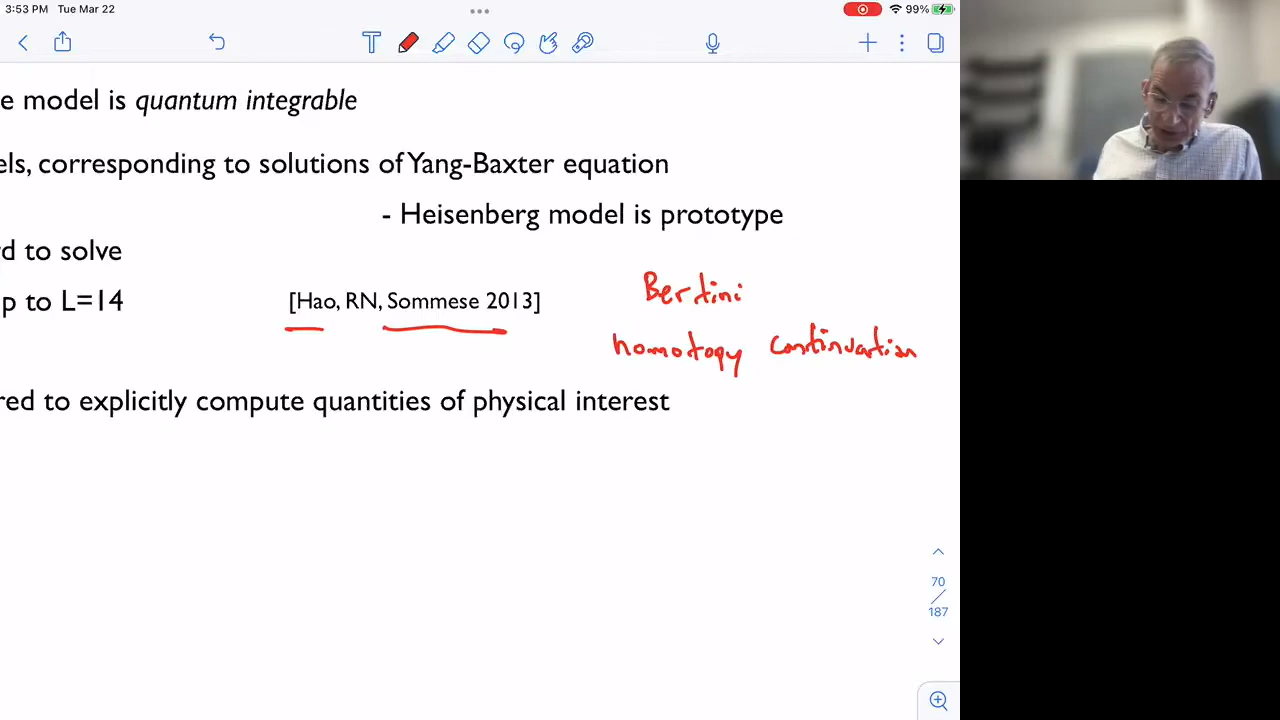 3:53 PM Tue Mar 22
99%
e model is quantum integrable
els, corresponding to solutions of Yang-Baxter equation
- Heisenberg model is prototype
rd to solve
p to L=14
[Hao, RN, Sommese 2013]
Bertini
homotopy continuation
red to explicitly compute quantities of physical interest
70
187